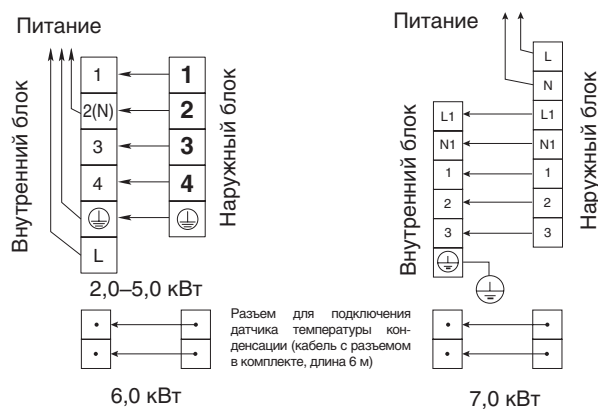 Питание
Внутренний блок
1
2(N)
3
4
L
1
2
3
4
Наружный блок
2,0–5,0 кВт
6,0 кВт
Разъем для подключения
датчика температуры кон-
денсации (кабель с разъемом
в комплекте, длина 6 м)
Питание
Внутренний блок
L1
N1
1
2
3
L
N
L1
N1
1
2
3
Наружный блок
7,0 кВт